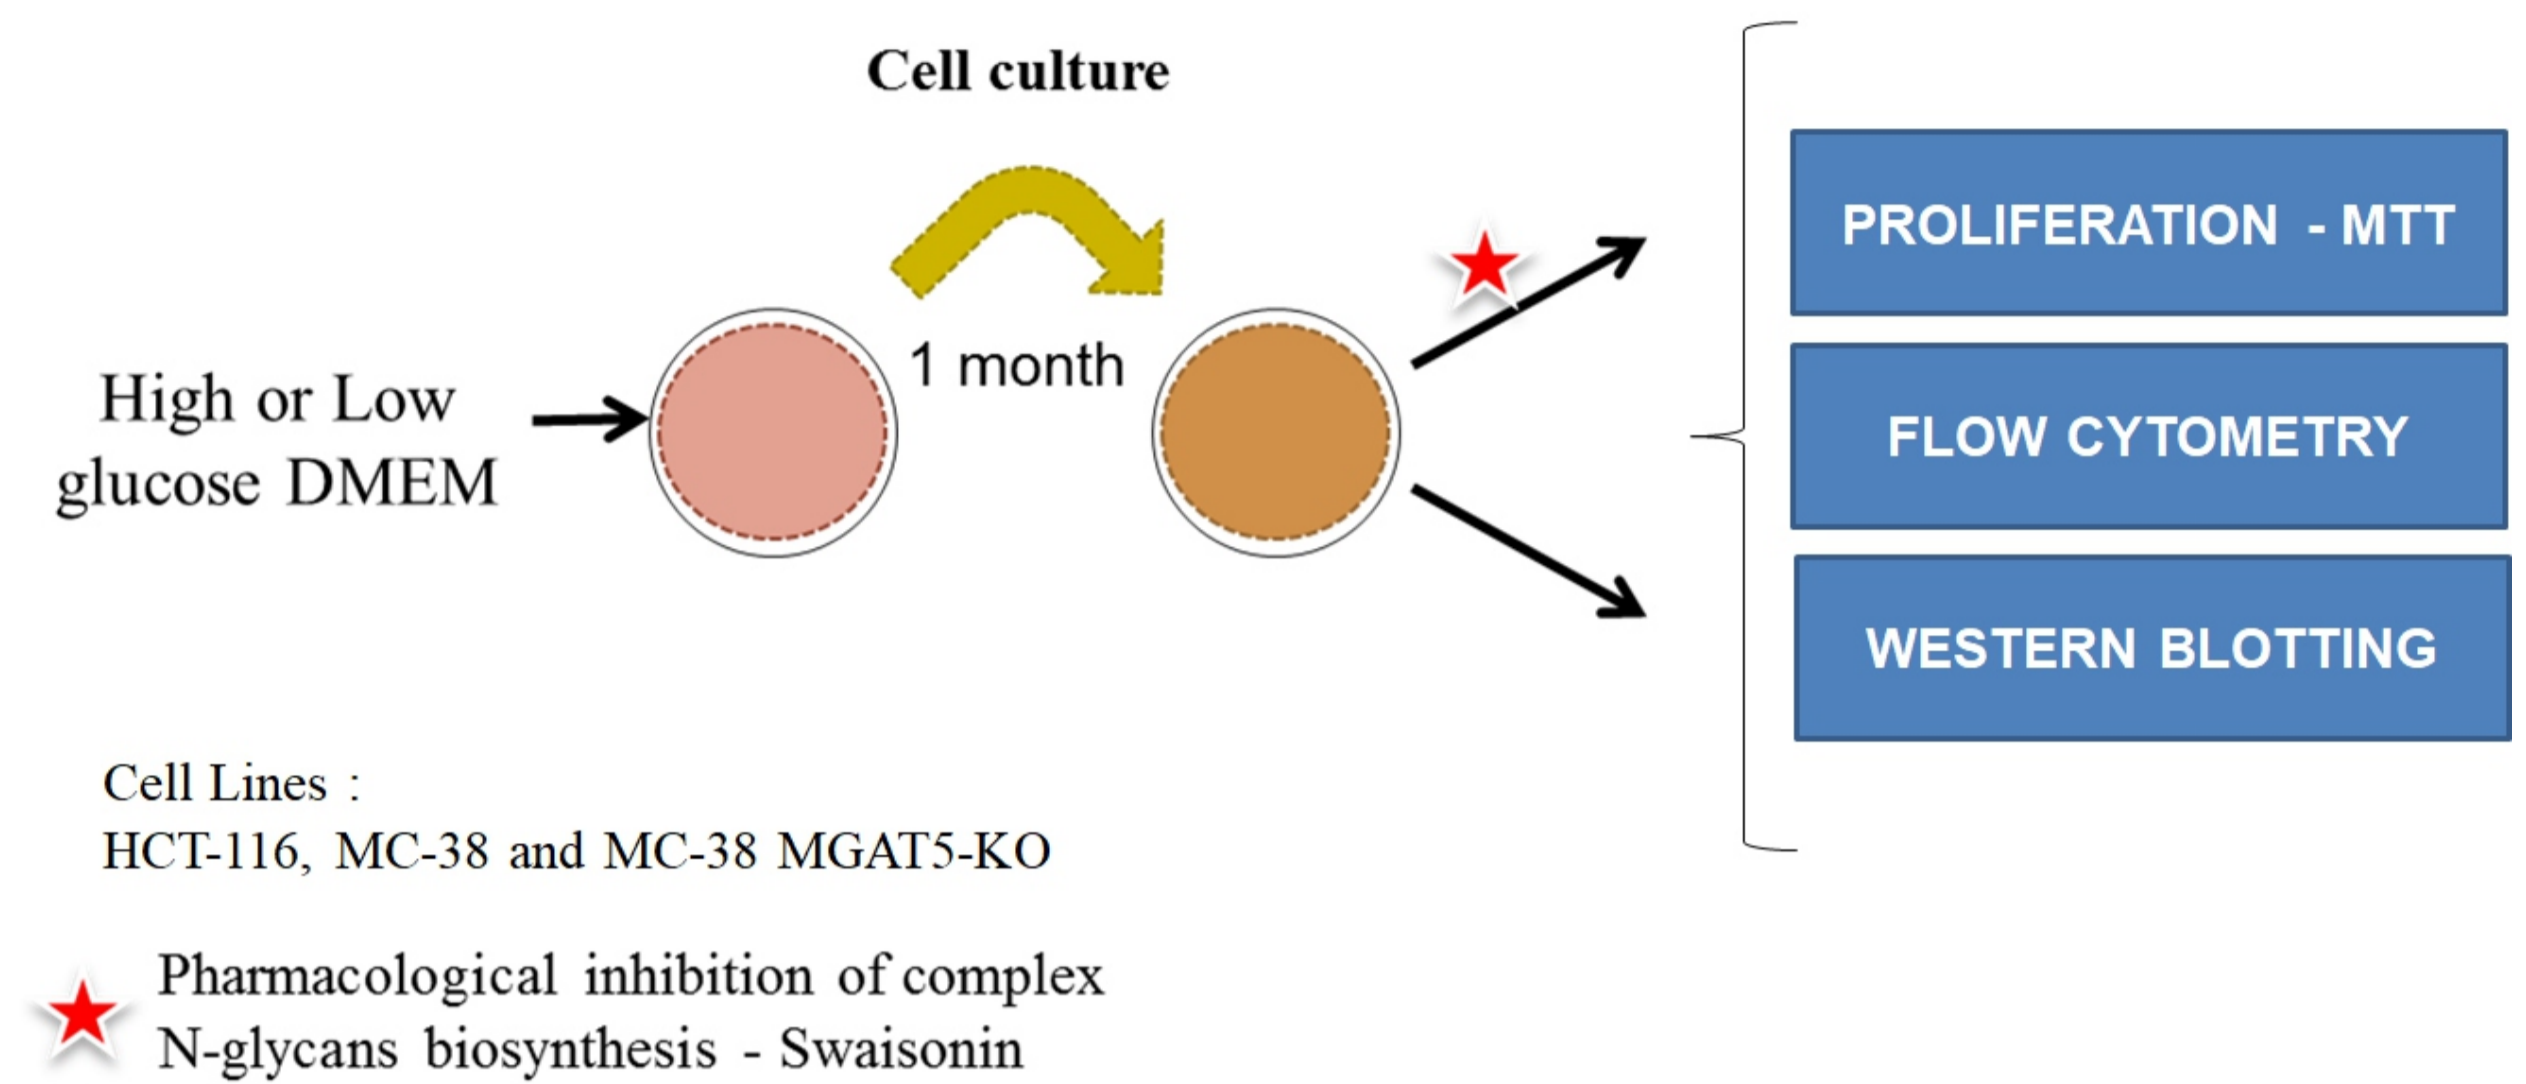 Cell culture
High or Low
glucose DMEM
1 month
PROLIFERATION - MTT
FLOW CYTOMETRY
WESTERN BLOTTING
Cell Lines :
HCT-116, MC-38 and MC-38 MGAT5-KO
Pharmacological inhibition of complex
N-glycans biosynthesis - Swaisonin